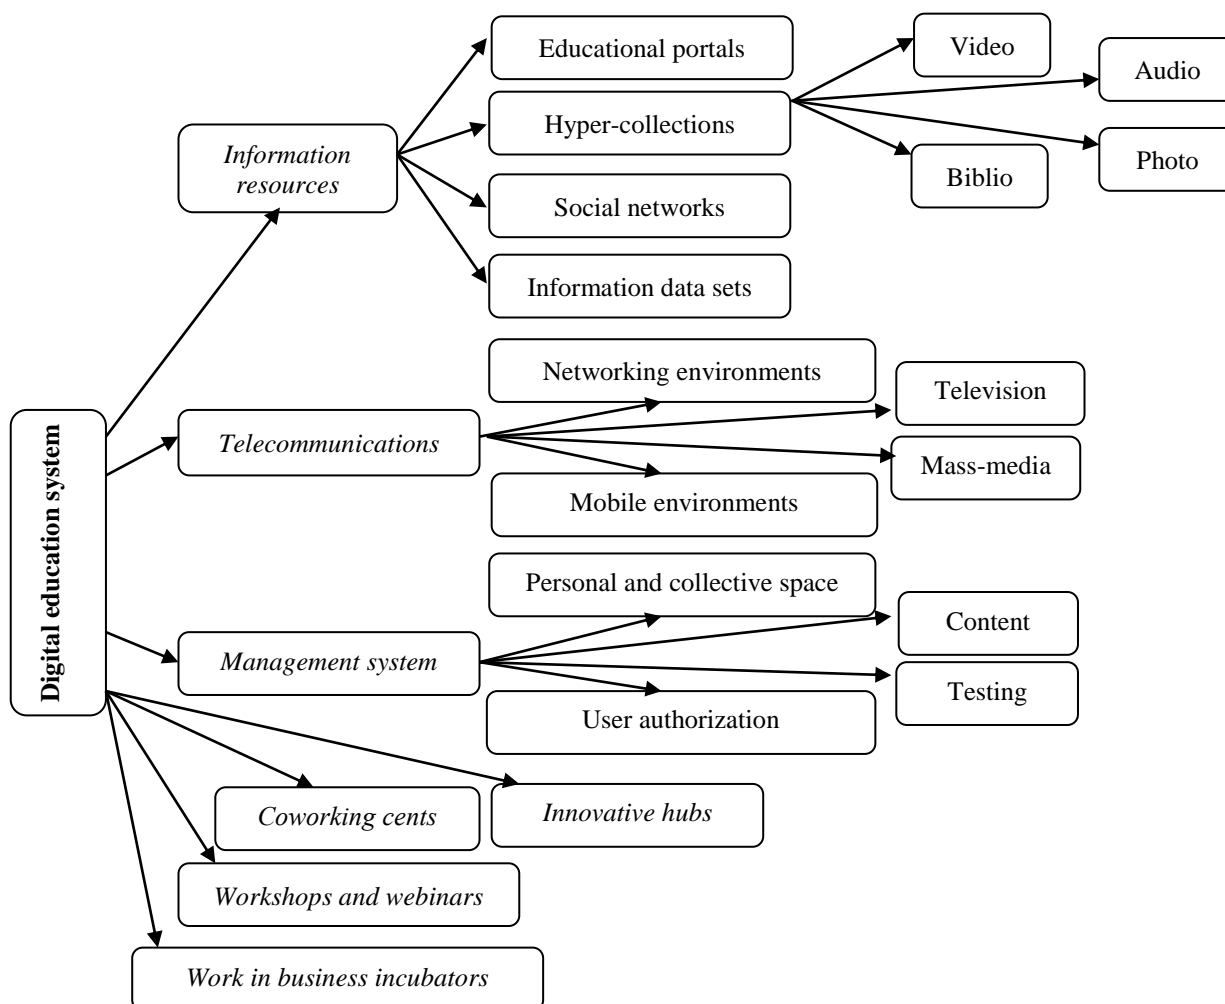 Educational portals
Video
Audio
Hyper-collections
Information
resources
Photo
Biblio
Social networks
Information data sets
Networking environments
Television
Telecommunications
Mass-media
Mobile environments
Digital education system
Personal and collective space
Content
Management system
Testing
User authorization
Coworking cents
Innovative hubs
Workshops and webinars
Work in business incubators